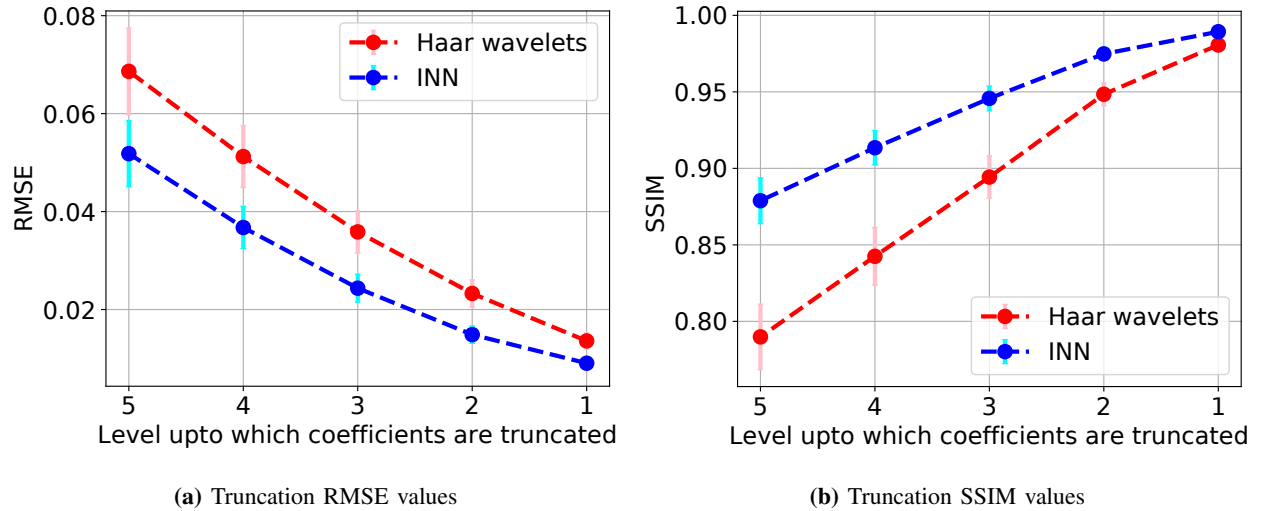 0.08
0.06
0.04
0.02
RMSE
Haar wavelets
INN
5 4 3 2 1
Level upto which coefficients are truncated
(a) Truncation RMSE values
1.00
0.95
0.90
0.85
0.80
SSIM
Haar wavelets
INN
5 4 3 2 1
Level upto which coefficients are truncated
(b) Truncation SSIM values